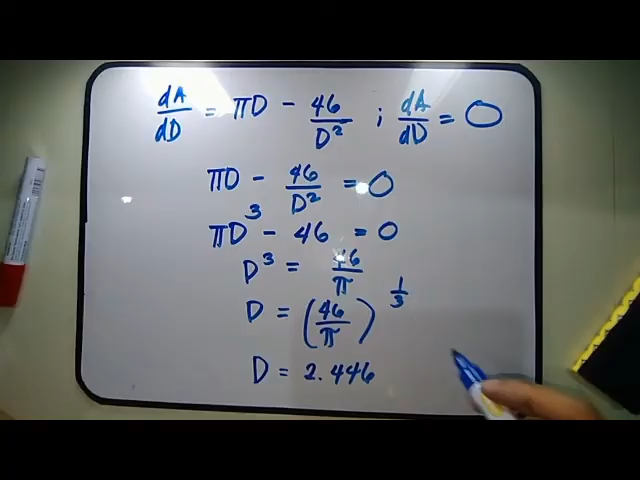 dA/dD = πD - 46/D² ; dA/dD = 0
πD - 46/D² = 0
πD³ - 46 = 0
D³ = 46/π
D = (46/π)^1/3
D = 2.446